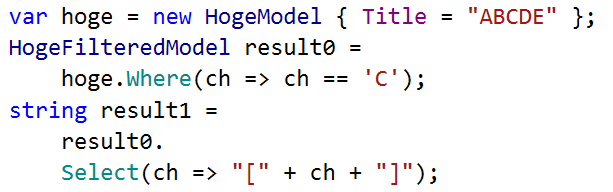 var hoge = new HogeModel { Title = "ABCDE" };
HogeFilteredModel result0 =
    hoge.Where(ch => ch == 'C');
string result1 =
    result0.
    Select(ch => "[" + ch + "]");